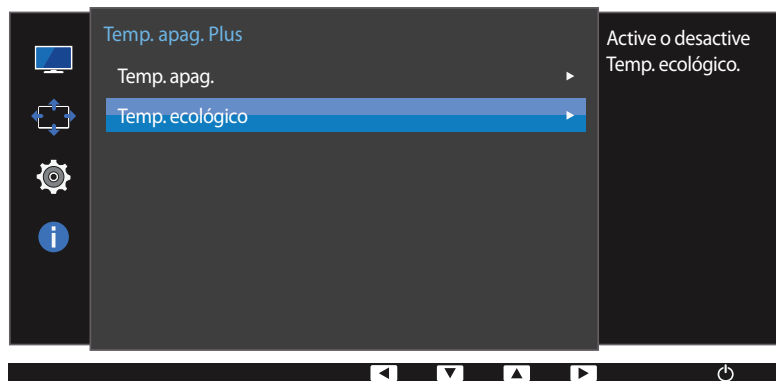 Temp. apag. Plus
Temp. apag.
Temp. ecológico
Active o desactive
Temp. ecológico.